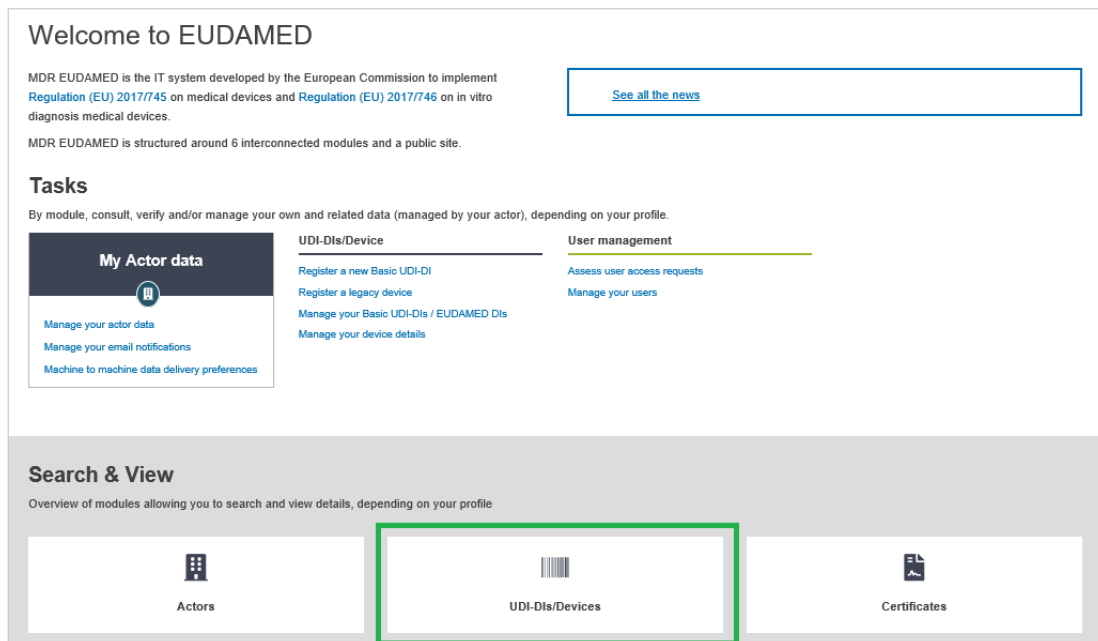 Welcome to EUDAMED
MDR EUDAMED is the IT system developed by the European Commission to implement
Regulation (EU) 2017/745 on medical devices and Regulation (EU) 2017/746 on in vitro
diagnosis medical devices.
MDR EUDAMED is structured around 6 interconnected modules and a public site.
See all the news
Tasks
By module, consult, verify and/or manage your own and related data (managed by your actor), depending on your profile.
My Actor data
Manage your actor data
Manage your email notifications
Machine to machine data delivery preferences
UDI-DIs/Device
Register a new Basic UDI-DI
Register a legacy device
Manage your Basic UDI-DIs / EUDAMED DIs
Manage your device details
User management
Assess user access requests
Manage your users
Search & View
Overview of modules allowing you to search and view details, depending on your profile
Actors
UDI-DIs/Devices
Certificates